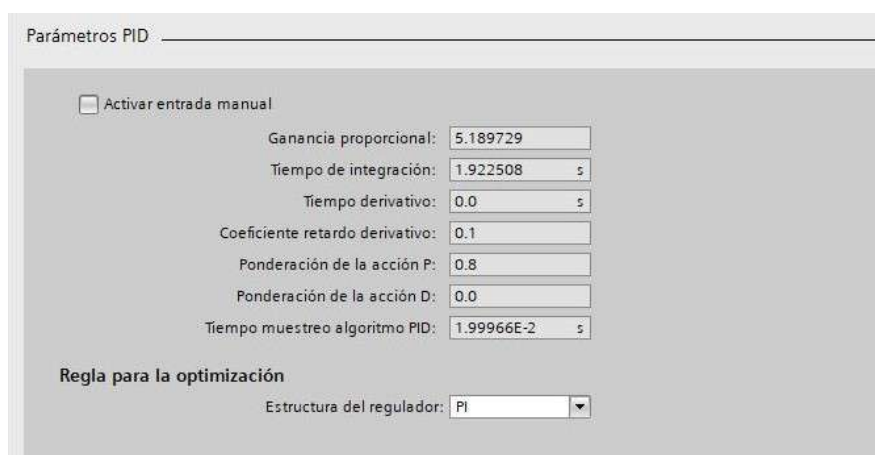 Parámetros PID
Activar entrada manual
Ganancia proporcional: 5.189729
Tiempo de integración: 1.922508 s
Tiempo derivativo: 0.0 s
Coeficiente retardo derivativo: 0.1
Ponderación de la acción P: 0.8
Ponderación de la acción D: 0.0
Tiempo muestreo algoritmo PID: 1.99966E-2 s
Regla para la optimización
Estructura del regulador: PI